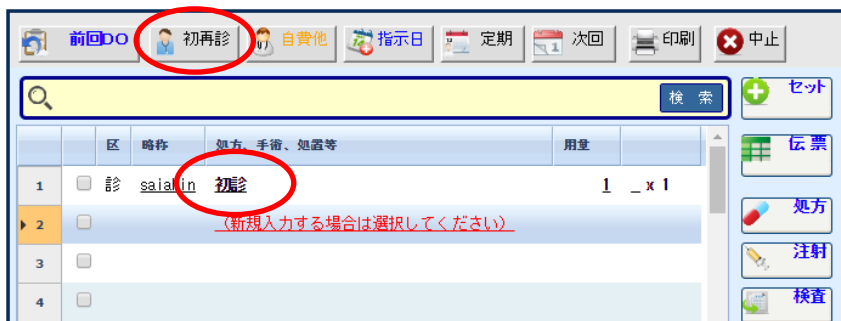 前回DO 初再診 自費他 指示日 定期 次回 印刷 中止
検 索
セット
区 略称 処方、手術、処置等 用量
伝票
1 診 初診 1 _ x 1
2 (新規入力する場合は選択してください)
処方
3
注射
4
検査